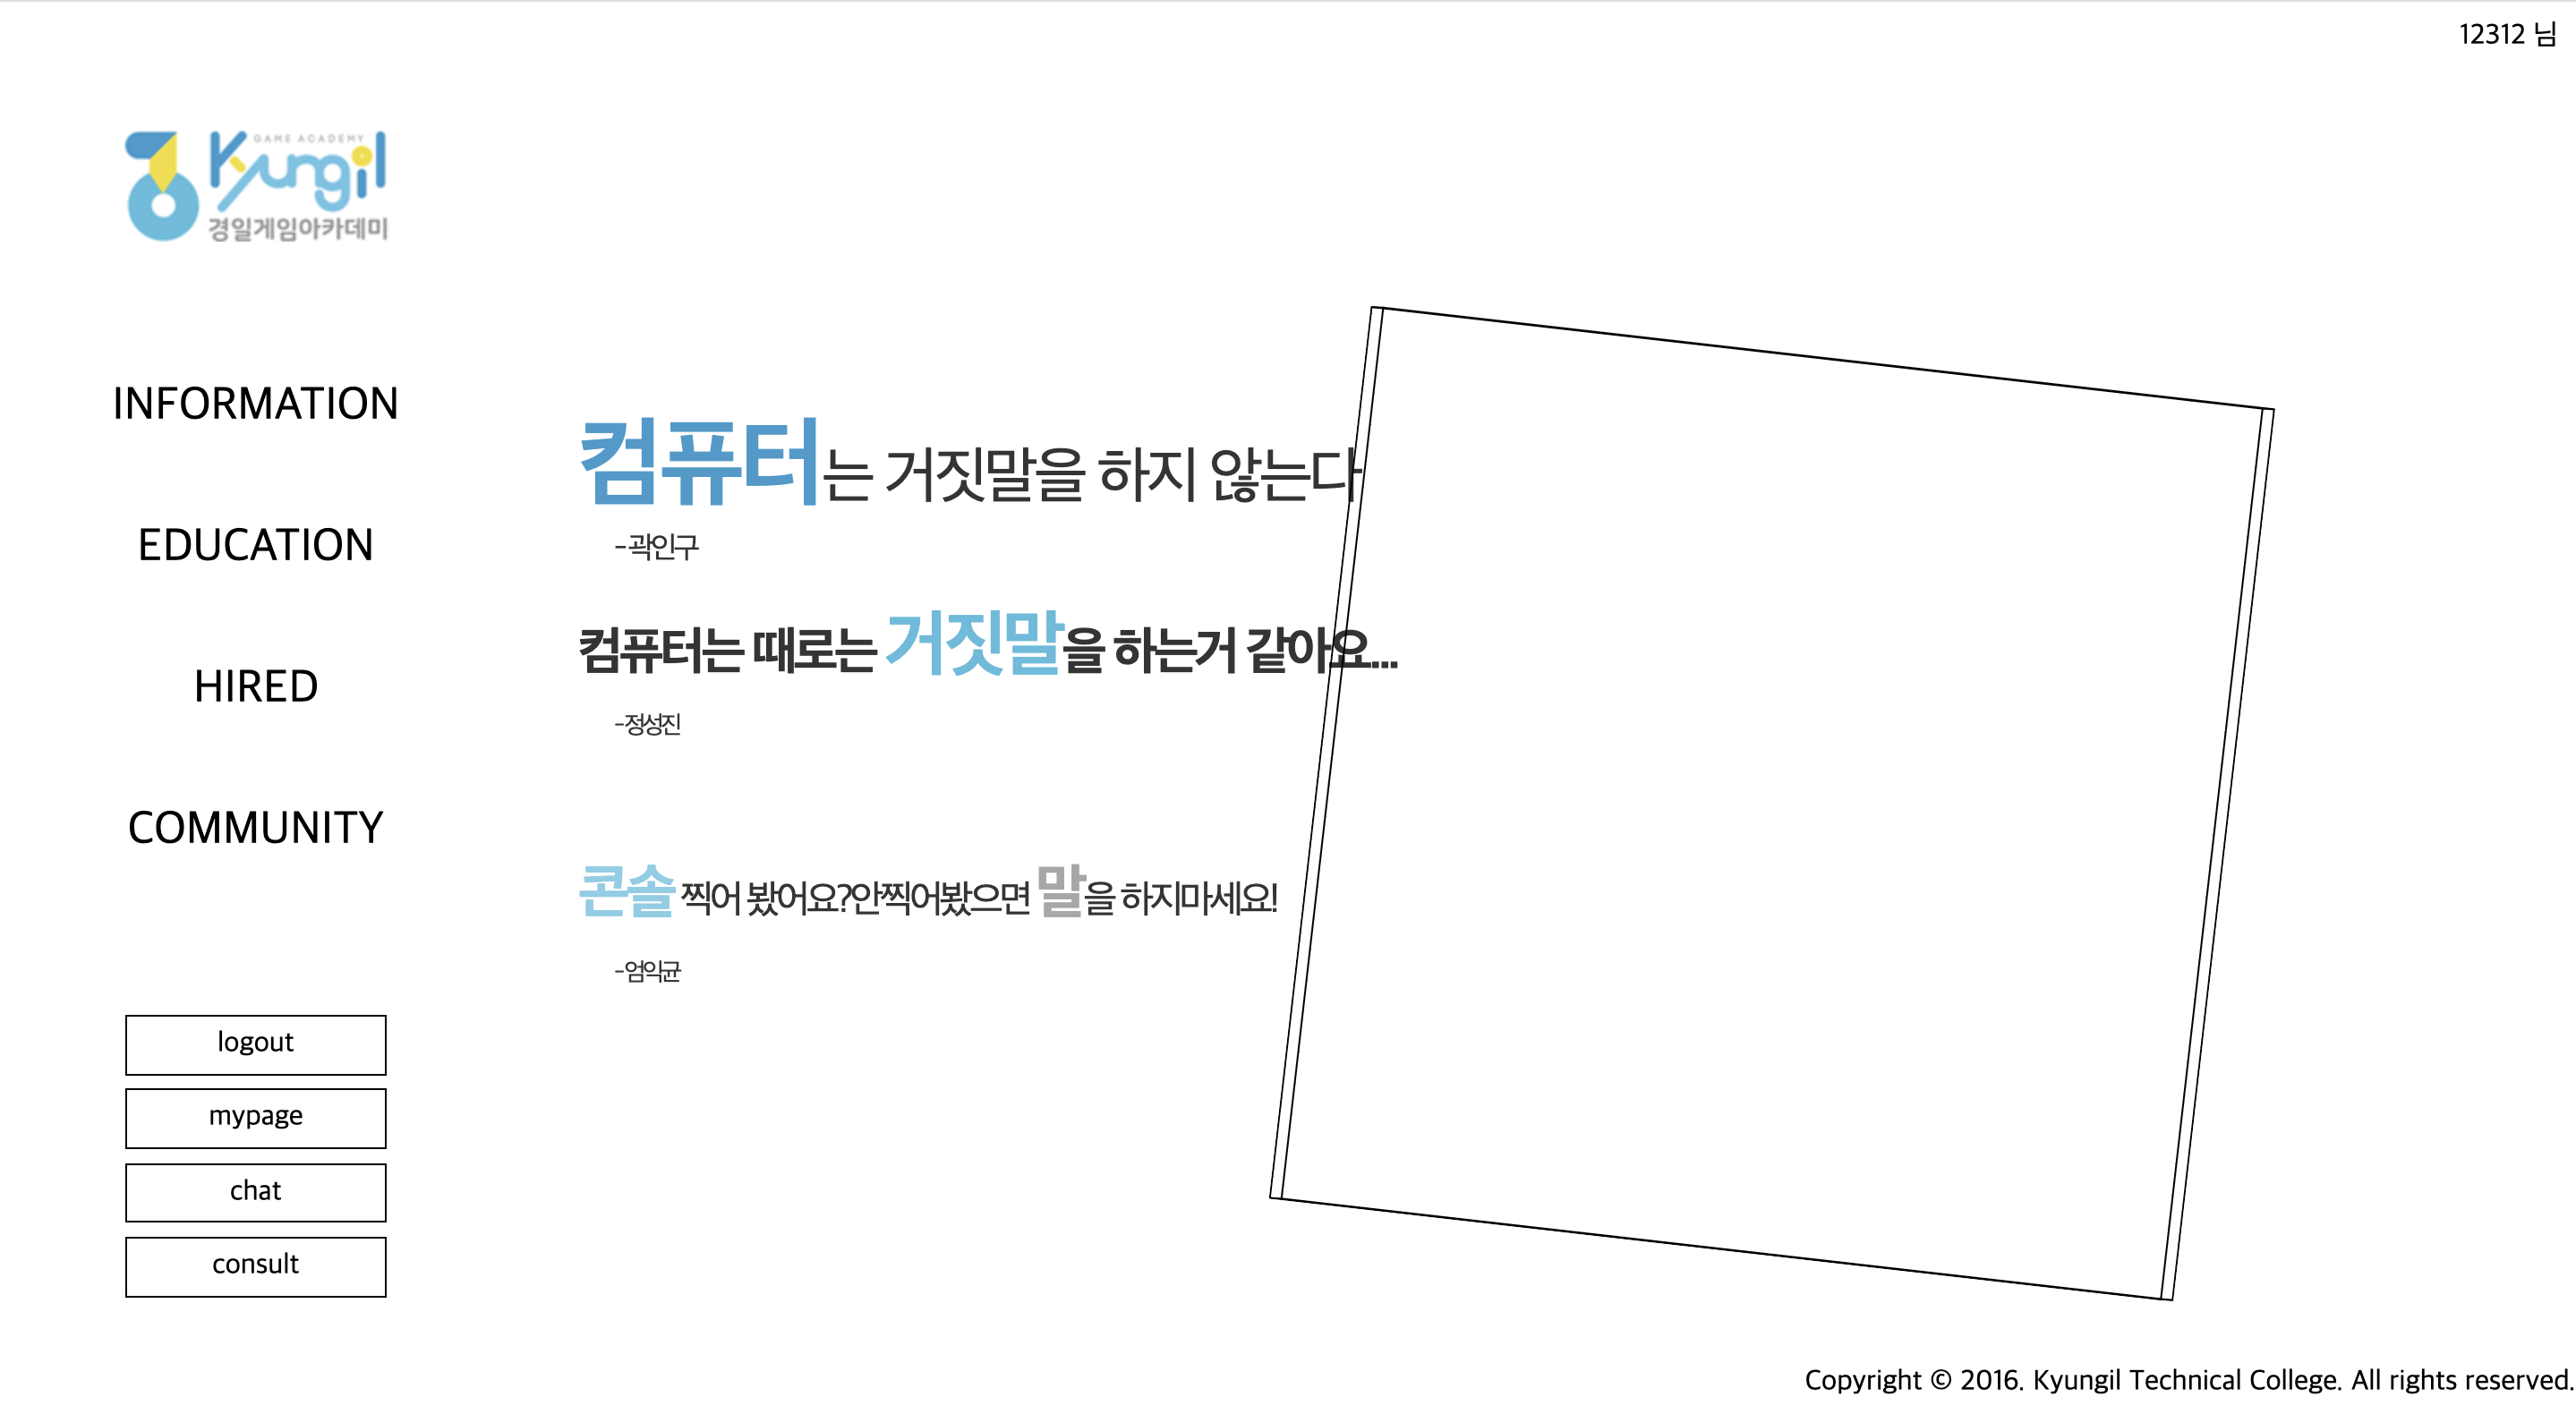 12312 님
GAME ACADEMY
Kyungil
경일게임아카데미
INFORMATION
EDUCATION
HIRED
COMMUNITY
logout
mypage
chat
consult
컴퓨터는 거짓말을 하지 않는다
-곽인구
컴퓨터는 때로는 거짓말을 하는거 같아요...
-정성진
콘솔 찍어 봤어요?안찍어봤으면 말을 하지마세요!
-엄익균
Copyright © 2016. Kyungil Technical College. All rights reserved.